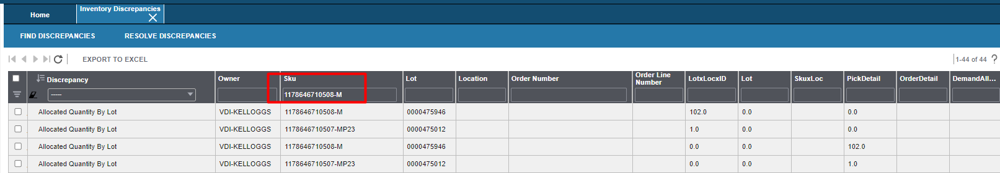 Home
Inventory Discrepancies
FIND DISCREPANCIES RESOLVE DISCREPANCIES
EXPORT TO EXCEL 1-44 of 44 ?
Discrepancy Owner Sku Lot Location Order Number Order Line Number LotxLocxID Lot SkuxLoc PickDetail OrderDetail DemandAll...
----- 1178646710508-M
Allocated Quantity By Lot VDI-KELLOGGS 1178646710508-M 0000475946 102.0 0.0 0.0
Allocated Quantity By Lot VDI-KELLOGGS 1178646710507-MP23 0000475012 1.0 0.0 0.0
Allocated Quantity By Lot VDI-KELLOGGS 1178646710508-M 0000475946 0.0 0.0 102.0
Allocated Quantity By Lot VDI-KELLOGGS 1178646710507-MP23 0000475012 0.0 0.0 1.0